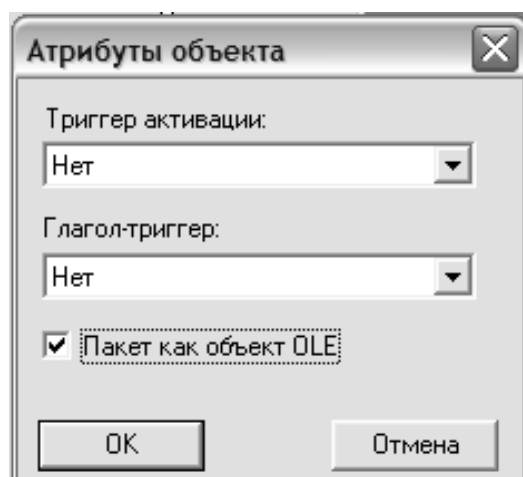 Атрибуты объекта
Триггер активации:
Нет
Глагол-триггер:
Нет
Пакет как объект OLE
OK
Отмена